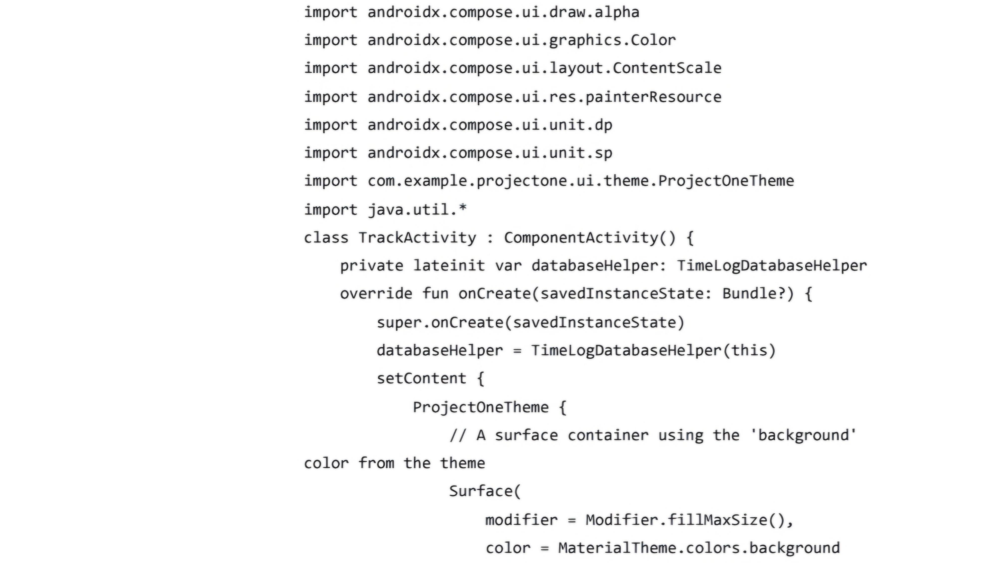 import androidx.compose.ui.draw.alpha
import androidx.compose.ui.graphics.Color
import androidx.compose.ui.layout.ContentScale
import androidx.compose.ui.res.painterResource
import androidx.compose.ui.unit.dp
import androidx.compose.ui.unit.sp
import com.example.projectone.ui.theme.ProjectOneTheme
import java.util.*
class TrackActivity : ComponentActivity() {
    private lateinit var databaseHelper: TimeLogDatabaseHelper
    override fun onCreate(savedInstanceState: Bundle?) {
        super.onCreate(savedInstanceState)
        databaseHelper = TimeLogDatabaseHelper(this)
        setContent {
            ProjectOneTheme {
                // A surface container using the 'background'
color from the theme
                Surface(
                    modifier = Modifier.fillMaxSize(),
                    color = MaterialTheme.colors.background